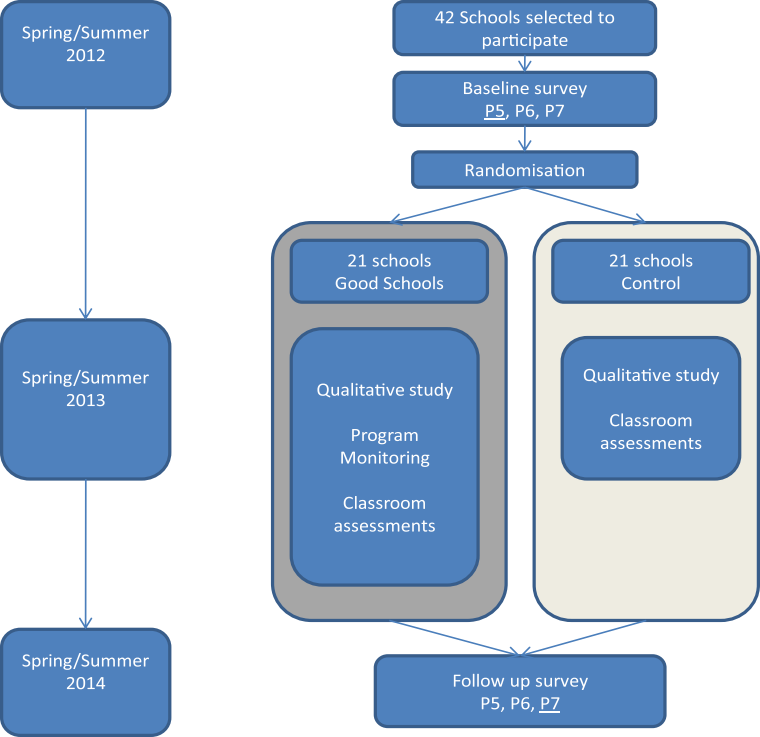 Spring/Summer
2012
42 Schools selected to
participate
Baseline survey
P5, P6, P7
Randomisation
21 schools
Good Schools
21 schools
Control
Spring/Summer
2013
Qualitative study
Program
Monitoring
Classroom
assessments
Qualitative study
Classroom
assessments
Spring/Summer
2014
Follow up survey
P5, P6, P7